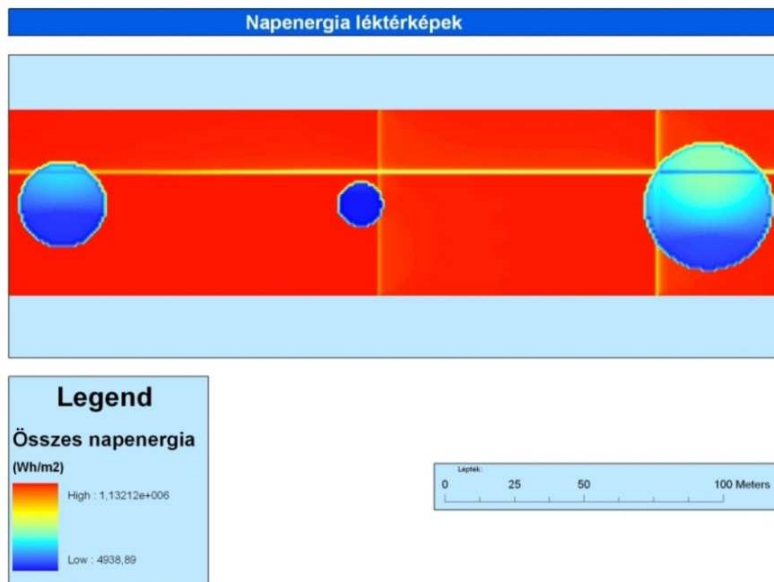 Napenergia léktérképek
Legend
Összes napenergia
(Wh/m2)
High : 1,13212e+006
Low : 4938,89
Lépték:
0 25 50 100 Meters